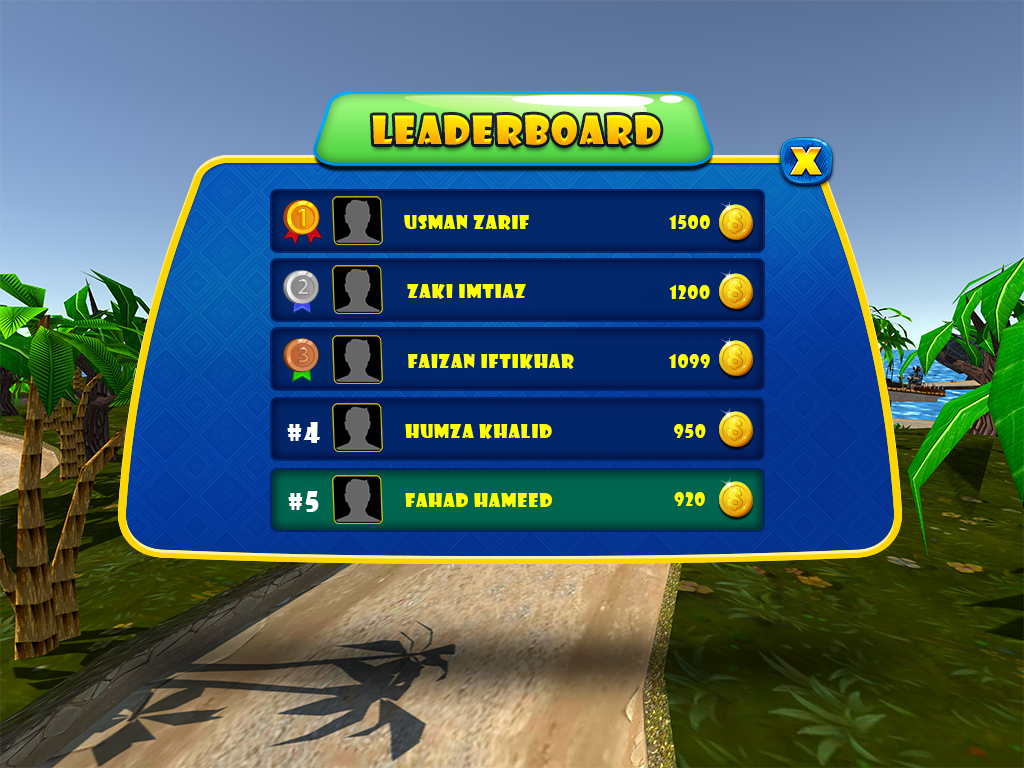 LEADERBOARD
X
1 USMAN ZARIF 1500
2 ZAKI IMTIAZ 1200
3 FAIZAN IFTIKHAR 1099
#4 HUMZA KHALID 950
#5 FAHAD HAMEED 920